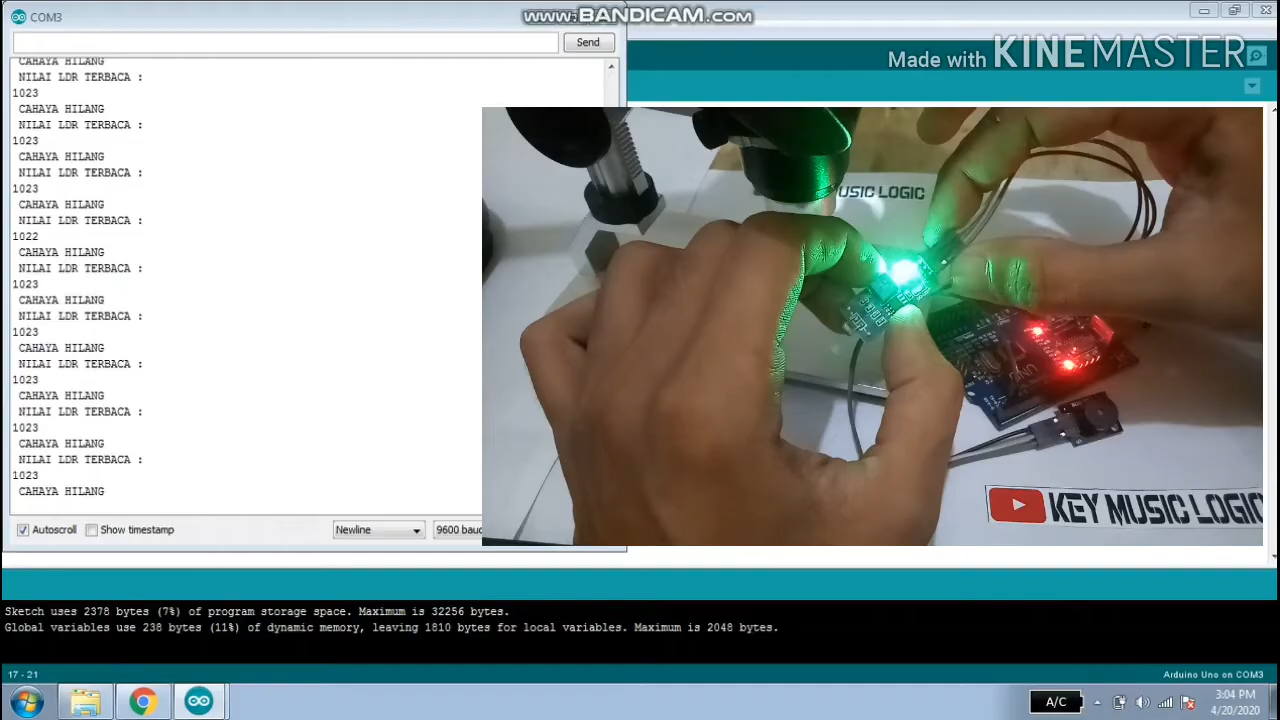 COM3
www.BANDICAM.com
Send
Made with KINEMASTER
CAHAYA HILANG
NILAI LDR TERBACA :
1023
CAHAYA HILANG
NILAI LDR TERBACA :
1023
CAHAYA HILANG
NILAI LDR TERBACA :
1023
CAHAYA HILANG
NILAI LDR TERBACA :
1022
CAHAYA HILANG
NILAI LDR TERBACA :
1023
CAHAYA HILANG
NILAI LDR TERBACA :
1023
CAHAYA HILANG
NILAI LDR TERBACA :
1023
CAHAYA HILANG
NILAI LDR TERBACA :
1023
CAHAYA HILANG
NILAI LDR TERBACA :
1023
CAHAYA HILANG
MUSIC LOGIC
UNO
KEY MUSIC LOGIC
Autoscroll
Show timestamp
Newline
9600 baud
Sketch uses 2378 bytes (7%) of program storage space. Maximum is 32256 bytes.
Global variables use 238 bytes (11%) of dynamic memory, leaving 1810 bytes for local variables. Maximum is 2048 bytes.
17 - 21
Arduino Uno on COM3
A/C
3:04 PM
4/20/2020